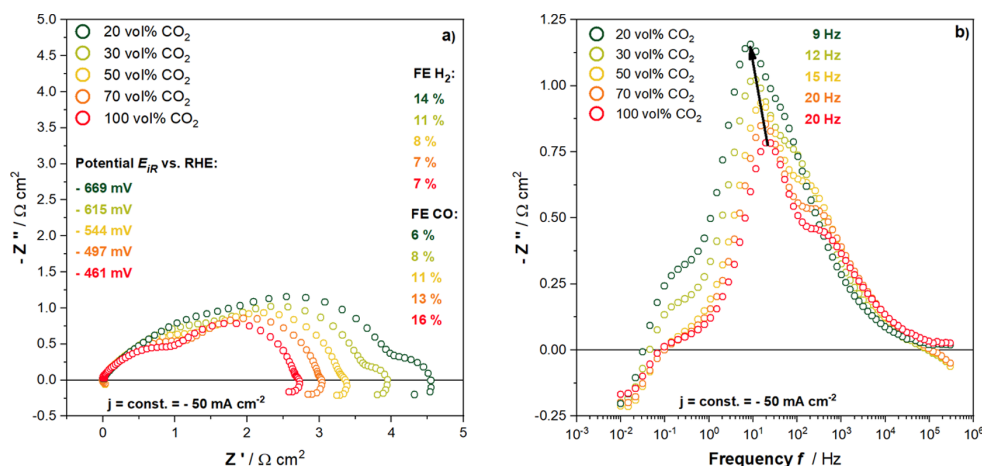 a)
20 vol% CO₂
30 vol% CO₂
50 vol% CO₂
70 vol% CO₂
100 vol% CO₂
FE H₂:
14 %
11 %
8 %
7 %
7 %
Potential E_IR vs. RHE:
- 669 mV
- 615 mV
- 544 mV
- 497 mV
- 461 mV
FE CO:
6 %
8 %
11 %
13 %
16 %
j = const. = - 50 mA cm⁻²
5.0
4.5
4.0
3.5
3.0
2.5
2.0
1.5
1.0
0.5
0.0
-0.5
- Z '' / Ω cm²
0 1 2 3 4 5
Z ' / Ω cm²
b)
20 vol% CO₂ 9 Hz
30 vol% CO₂ 12 Hz
50 vol% CO₂ 15 Hz
70 vol% CO₂ 20 Hz
100 vol% CO₂ 20 Hz
j = const. = - 50 mA cm⁻²
1.25
1.00
0.75
0.50
0.25
0.00
-0.25
- Z '' / Ω cm²
10⁻³ 10⁻² 10⁻¹ 10⁰ 10¹ 10² 10³ 10⁴ 10⁵ 10⁶
Frequency f / Hz